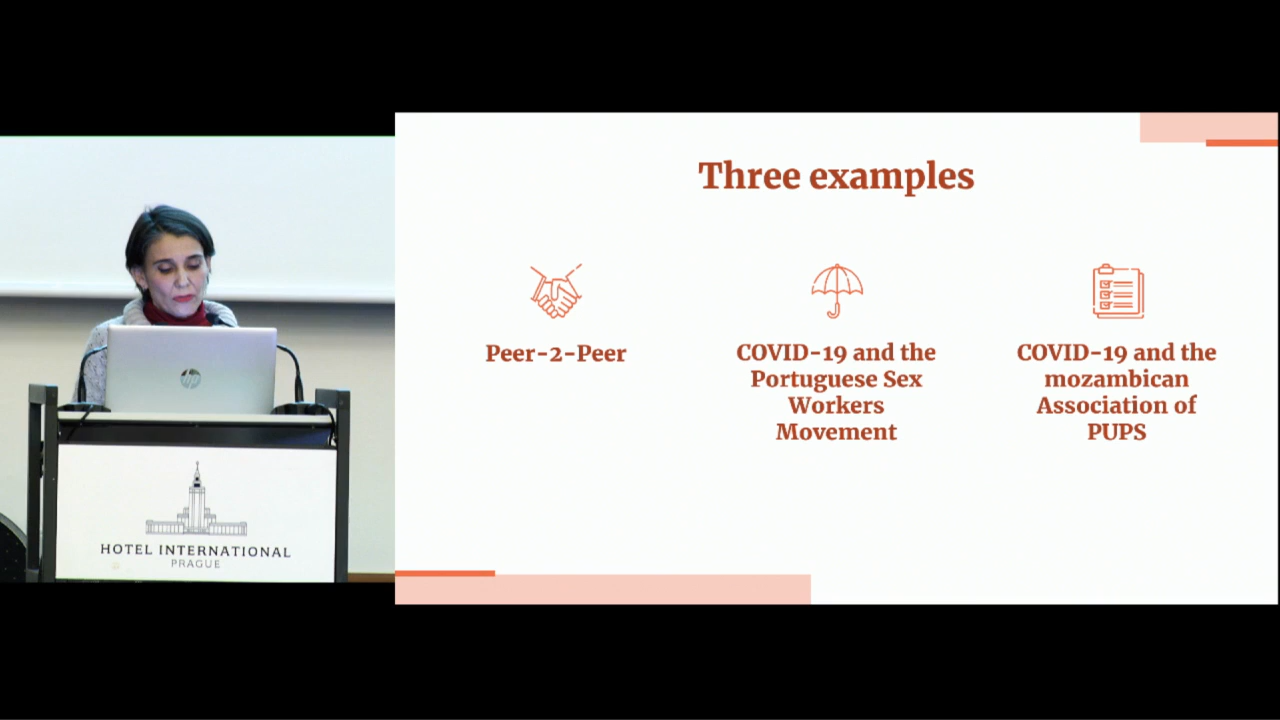 Three examples
Peer-2-Peer
COVID-19 and the
Portuguese Sex
Workers
Movement
COVID-19 and the
mozambican
Association of
PUPS
hp
HOTEL INTERNATIONAL
PRAGUE